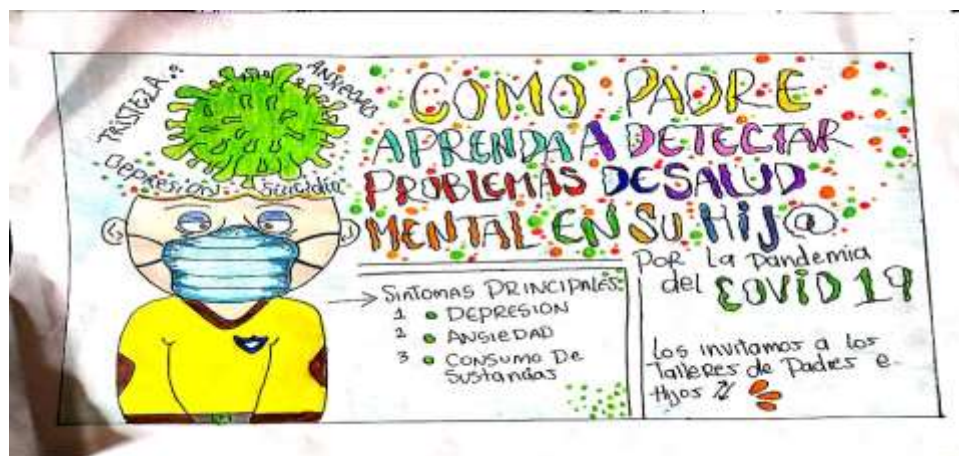 TRISTEZA
ANSIEDAD
DEPRESIÓN
Suicidio
COMO PADRE
APRENDA A DETECTAR
PROBLEMAS DE SALUD
MENTAL EN SU HIJ@
POR La Pandemia
del COVID 19
SINTOMAS PRINCIPALES:
1 • DEPRESION
2 • ANSIEDAD
3 • CONSUMO De
Sustancias
Los invitamos a los
Talleres de Padres e
Hijos